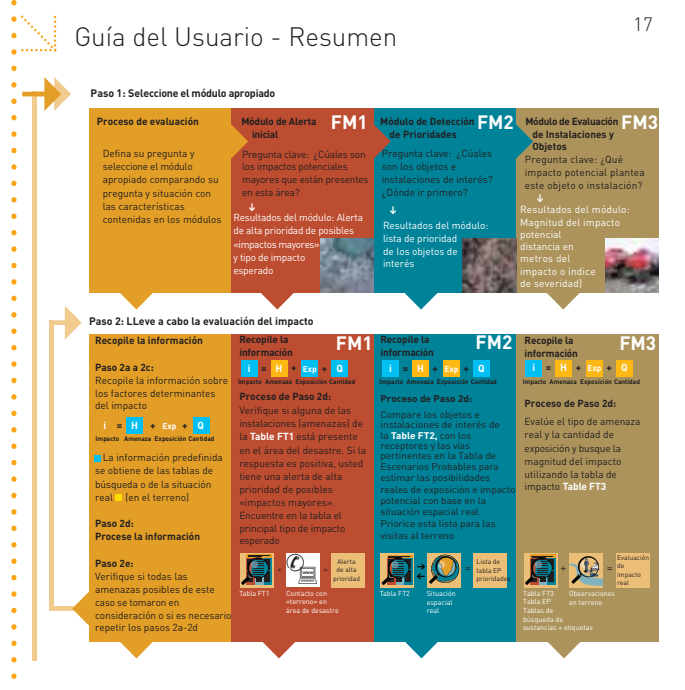 Guía del Usuario - Resumen
17
Paso 1: Seleccione el módulo apropiado
Proceso de evaluación
Defina su pregunta y
seleccione el módulo
apropiado comparando su
pregunta y situación con
las características
contenidas en los módulos
Módulo de Alerta
inicial
FM1
Pregunta clave: ¿Cúales son
los impactos potenciales
mayores que están presentes
en esta área?
Resultados del módulo: Alerta
de alta prioridad de posibles
«impactos mayores»
y tipo de impacto
esperado
Módulo de Detección
de Prioridades
FM2
Pregunta clave: ¿Cúales
son los objetos e
instalaciones de interés?
¿Dónde ir primero?
Resultados del módulo:
lista de prioridad
de los objetos de
interés
Módulo de Evaluación
de Instalaciones y
Objetos
FM3
Pregunta clave: ¿Qué
impacto potencial plantea
este objeto o instalación?
Resultados del módulo:
Magnitud del impacto
potencial
distancia en
metros del
impacto o índice
de severidad)
Paso 2: LLeve a cabo la evaluación del impacto
Recopile la información
Paso 2a a 2c:
Recopile la información sobre
los factores determinantes
del impacto
i = H + Exp + Q
Impacto Amenaza Exposición Cantidad
La información predefinida
se obtiene de las tablas de
búsqueda o de la situación
real (en el terreno)
Paso 2d:
Procese la información
Paso 2e:
Verifique si todas las
amenazas posibles de este
caso se tomaron en
consideración o si es necesario
repetir los pasos 2a-2d
Recopile la
información
FM1
i = H + Exp + Q
Impacto Amenaza Exposición Cantidad
Proceso de Paso 2d:
Verifique si alguna de las
instalaciones (amenazas) de
la Table FT1 está presente
en el área del desastre. Si la
respuesta es positiva, usted
tiene una alerta de alta
prioridad de posibles
«impactos mayores».
Encuentre en la tabla el
principal tipo de impacto
esperado
+ =
Alerta
de alta
prioridad
Tabla FT1
Contacto con
«terreno» en
área de desastre
Recopile la
información
FM2
i = H + Exp + Q
Impacto Amenaza Exposición Cantidad
Proceso de Paso 2d:
Compare los objetos e
instalaciones de interés de
la Table FT2, con los
receptores y las vías
pertinentes en la Tabla de
Escenarios Probables para
estimar las posibilidades
reales de exposición e impacto
potencial con base en la
situación espacial real.
Priorice esta lista para las
visitas al terreno
=
Lista de
tabla EP
prioridades
Tabla FT2
Situación
espacial
real
Recopile la
información
FM3
i = H + Exp + Q
Impacto Amenaza Exposición Cantidad
Proceso de Paso 2d:
Evalúe el tipo de amenaza
real y la cantidad de
exposición y busque la
magnitud del impacto
utilizando la tabla de
impacto Table FT3
+ =
Evaluación
de
impacto
real
Tabla FT3
Tabla EP
Tablas de
búsqueda de
sustancias + etiquetas
Observaciones
en terreno